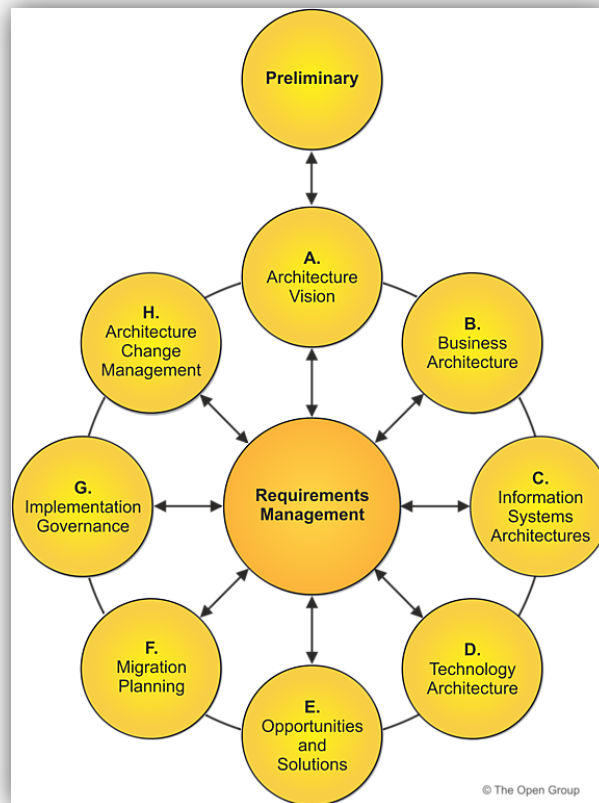 Preliminary
A.
Architecture
Vision
B.
Business
Architecture
C.
Information
Systems
Architectures
D.
Technology
Architecture
E.
Opportunities
and
Solutions
F.
Migration
Planning
G.
Implementation
Governance
H.
Architecture
Change
Management
Requirements
Management
© The Open Group